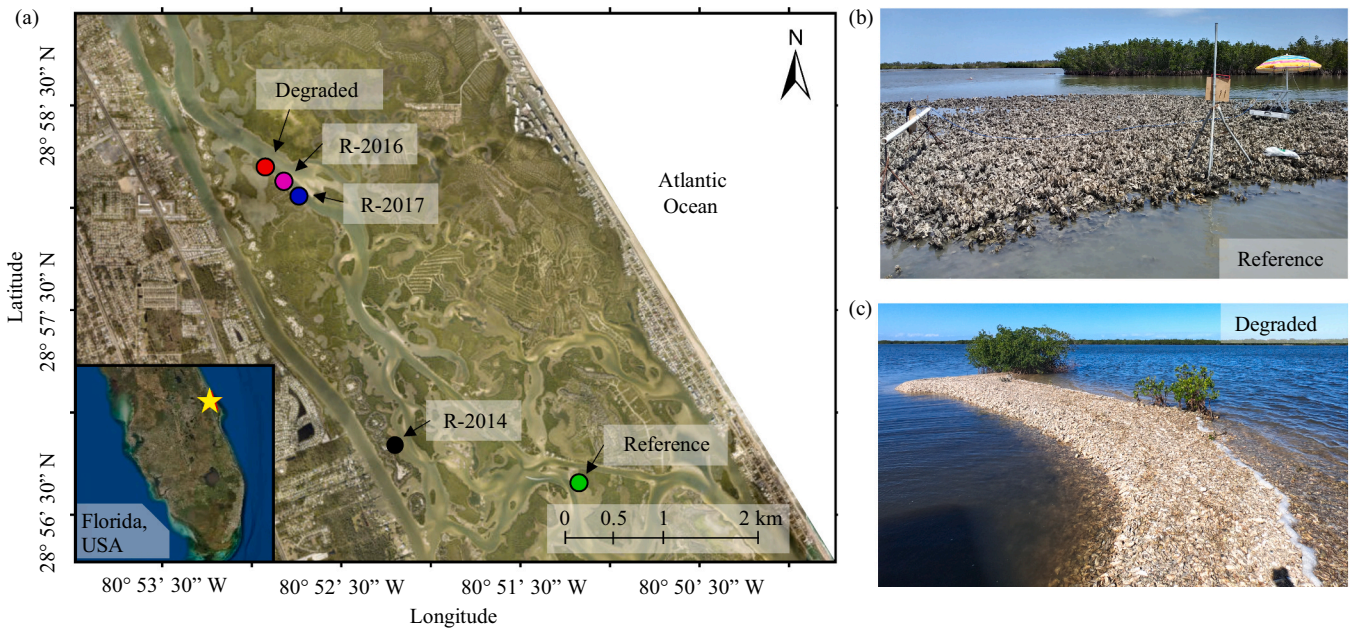 (a)
N
Degraded
R-2016
R-2017
Atlantic
Ocean
R-2014
Reference
0 0.5 1 2 km
Florida,
USA
28° 58’ 30” N
28° 57’ 30” N
28° 56’ 30” N
Latitude
80° 53’ 30” W 80° 52’ 30” W 80° 51’ 30” W 80° 50’ 30” W
Longitude
(b)
Reference
(c)
Degraded